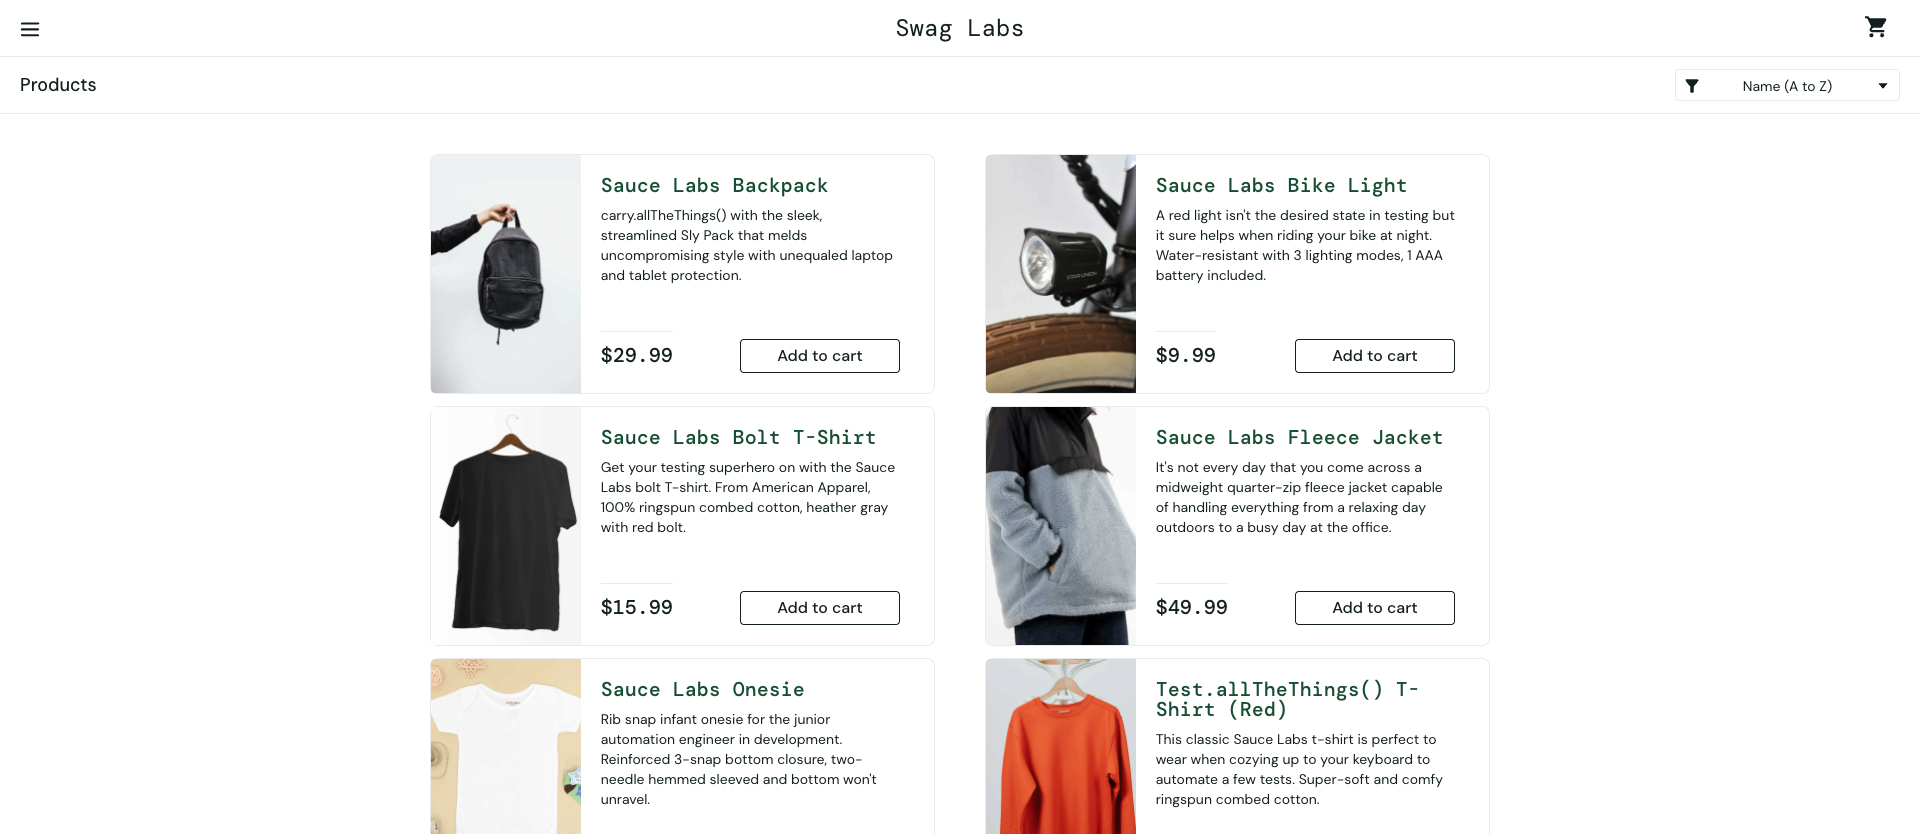 Swag Labs
Products
Name (A to Z)
Sauce Labs Backpack
carry.allTheThings() with the sleek,
streamlined Sly Pack that melds
uncompromising style with unequaled laptop
and tablet protection.
$29.99
Add to cart
Sauce Labs Bike Light
A red light isn't the desired state in testing but
it sure helps when riding your bike at night.
Water-resistant with 3 lighting modes, 1 AAA
battery included.
$9.99
Add to cart
Sauce Labs Bolt T-Shirt
Get your testing superhero on with the Sauce
Labs bolt T-shirt. From American Apparel,
100% ringspun combed cotton, heather gray
with red bolt.
$15.99
Add to cart
Sauce Labs Fleece Jacket
It's not every day that you come across a
midweight quarter-zip fleece jacket capable
of handling everything from a relaxing day
outdoors to a busy day at the office.
$49.99
Add to cart
Sauce Labs Onesie
Rib snap infant onesie for the junior
automation engineer in development.
Reinforced 3-snap bottom closure, two-
needle hemmed sleeved and bottom won't
unravel.
Test.allTheThings() T-
Shirt (Red)
This classic Sauce Labs t-shirt is perfect to
wear when cozying up to your keyboard to
automate a few tests. Super-soft and comfy
ringspun combed cotton.